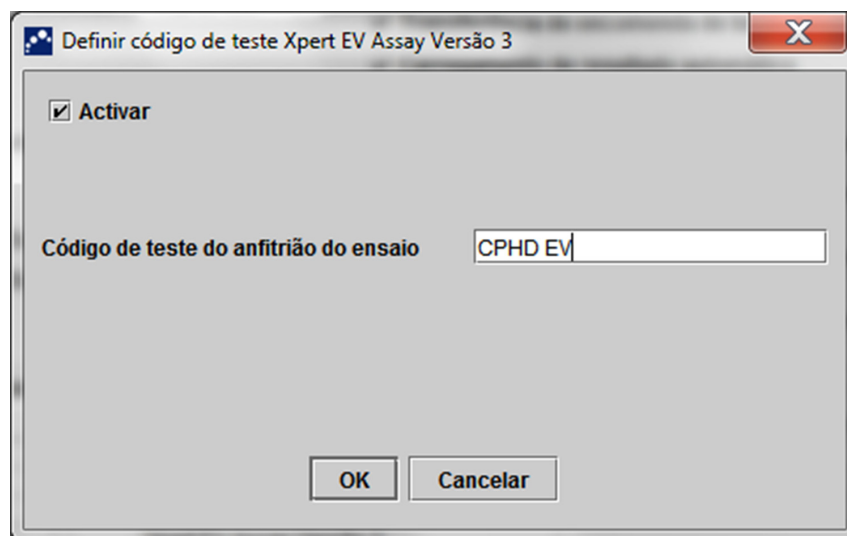 Definir código de teste Xpert EV Assay Versão 3
Activar
Código de teste do anfitrião do ensaio CPHD EV
OK Cancelar